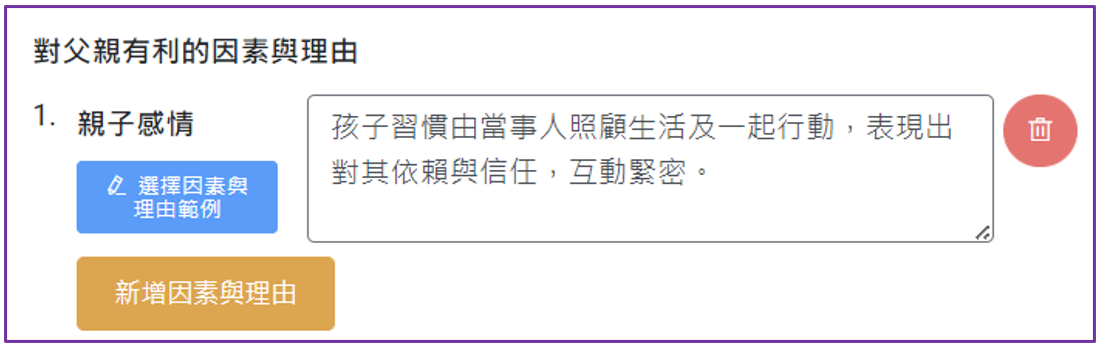 對父親有利的因素與理由
1. 親子感情
孩子習慣由當事人照顧生活及一起行動，表現出
對其依賴與信任，互動緊密。
選擇因素與
理由範例
新增因素與理由